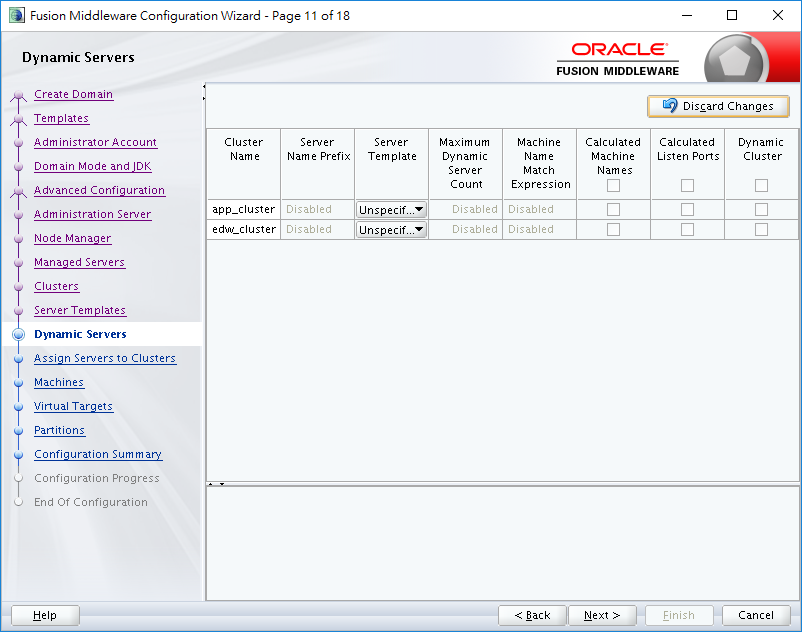 Fusion Middleware Configuration Wizard - Page 11 of 18
Dynamic Servers
ORACLE
FUSION MIDDLEWARE
Create Domain
Templates
Administrator Account
Domain Mode and JDK
Advanced Configuration
Administration Server
Node Manager
Managed Servers
Clusters
Server Templates
Dynamic Servers
Assign Servers to Clusters
Machines
Virtual Targets
Partitions
Configuration Summary
Configuration Progress
End Of Configuration
Discard Changes
Cluster Name
Server Name Prefix
Server Template
Maximum Dynamic Server Count
Machine Name Match Expression
Calculated Machine Names
Calculated Listen Ports
Dynamic Cluster
app_cluster Disabled Unspecif... Disabled Disabled
edw_cluster Disabled Unspecif... Disabled Disabled
Help
< Back
Next >
Finish
Cancel